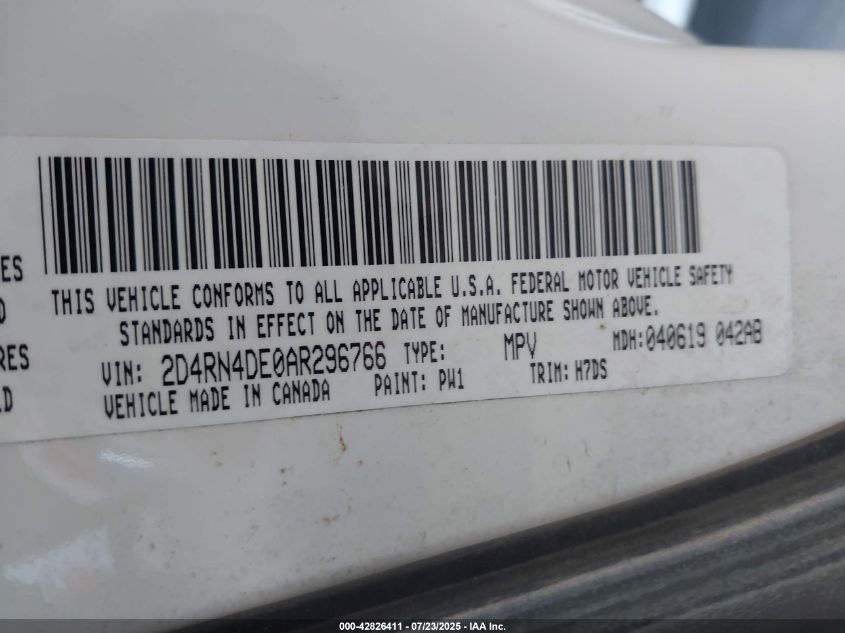 ES
THIS VEHICLE CONFORMS TO ALL APPLICABLE U.S.A. FEDERAL MOTOR VEHICLE SAFETY
STANDARDS IN EFFECT ON THE DATE OF MANUFACTURE SHOWN ABOVE.
RES
VIN: 2D4RN4DE0AR296766 TYPE: MPV MDH:040619 042AB
VEHICLE MADE IN CANADA PAINT: PW1 TRIM: H7DS
000-42826411 - 07/23/2025 - IAA Inc.